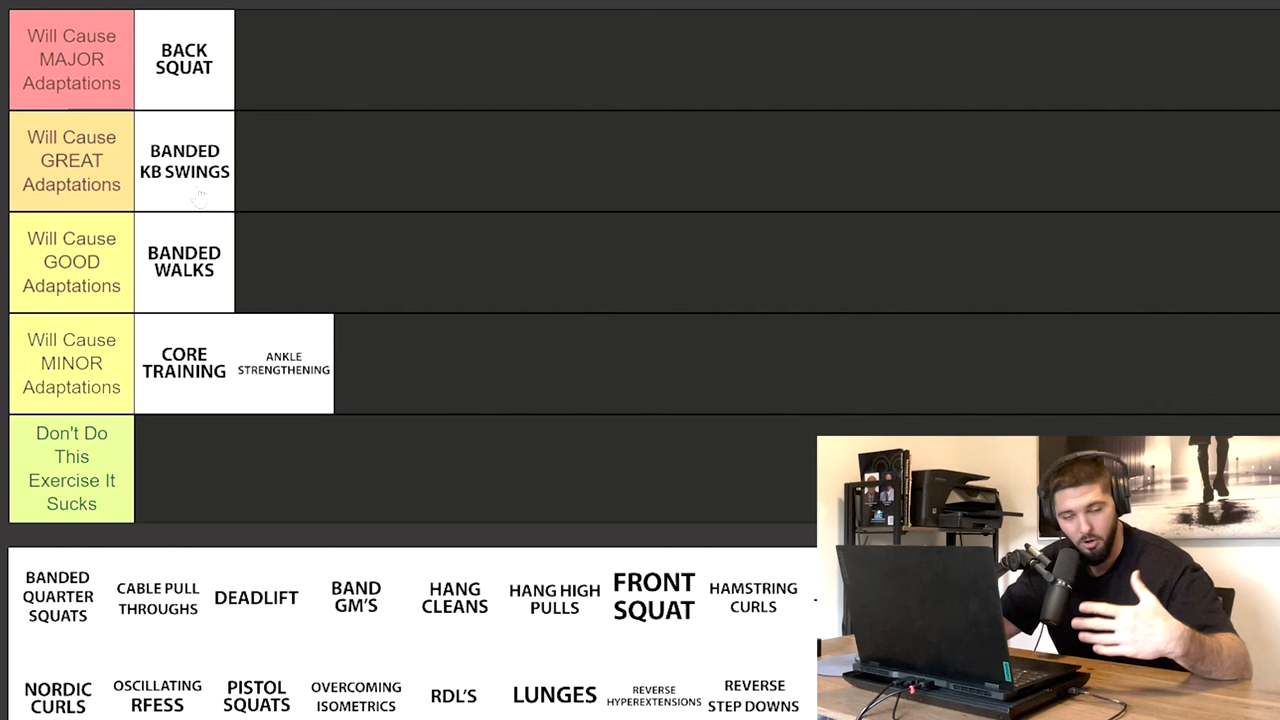 Will Cause
MAJOR
Adaptations
BACK
SQUAT
Will Cause
GREAT
Adaptations
BANDED
KB SWINGS
Will Cause
GOOD
Adaptations
BANDED
WALKS
Will Cause
MINOR
Adaptations
CORE
TRAINING
ANKLE
STRENGTHENING
Don't Do
This
Exercise It
Sucks
BANDED
QUARTER
SQUATS
CABLE PULL
THROUGHS
DEADLIFT
BAND
GM'S
HANG
CLEANS
HANG HIGH
PULLS
FRONT
SQUAT
HAMSTRING
CURLS
NORDIC
CURLS
OSCILLATING
RFESS
PISTOL
SQUATS
OVERCOMING
ISOMETRICS
RDL'S
LUNGES
REVERSE
HYPEREXTENSIONS
REVERSE
STEP DOWNS